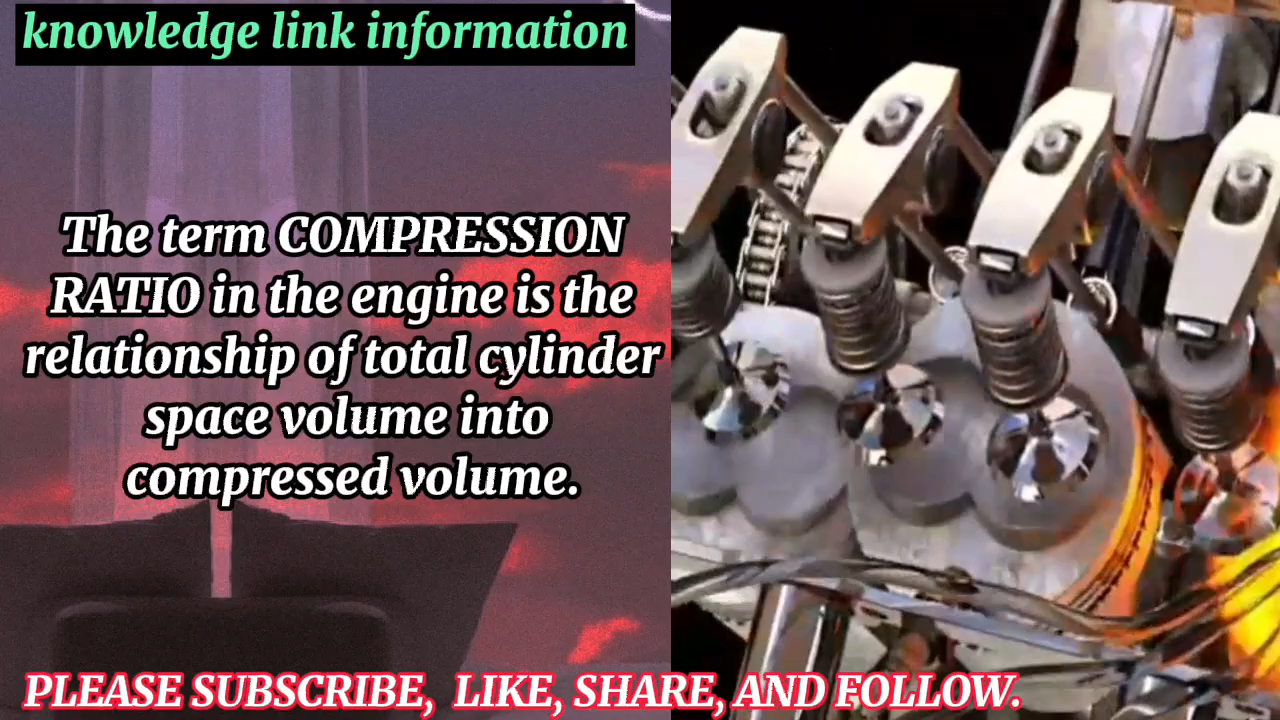 knowledge link information
The term COMPRESSION
RATIO in the engine is the
relationship of total cylinder
space volume into
compressed volume.
PLEASE SUBSCRIBE, LIKE, SHARE, AND FOLLOW.